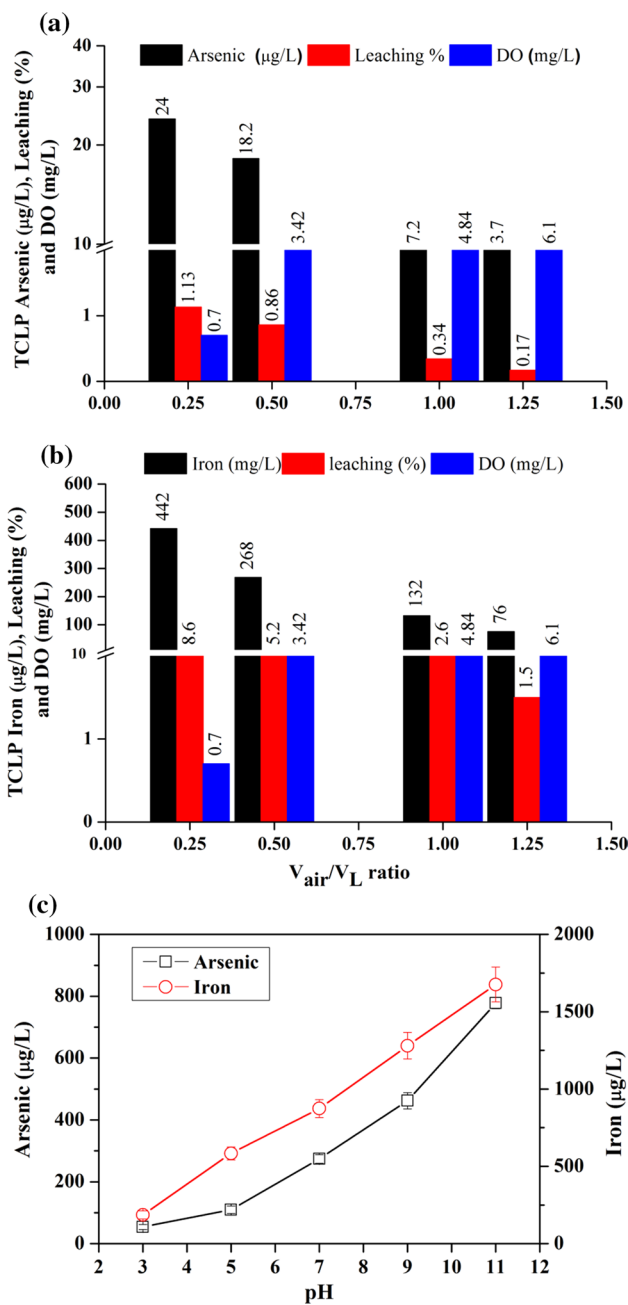 (a)
Arsenic (µg/L) Leaching % DO (mg/L)
TCLP Arsenic (µg/L), Leaching (%)
and DO (mg/L)
40
30
20
10
1
0
24
1.13
0.7
18.2
0.86
3.42
7.2
0.34
4.84
3.7
0.17
6.1
0.00 0.25 0.50 0.75 1.00 1.25 1.50
(b)
Iron (mg/L) leaching (%) DO (mg/L)
TCLP Iron (µg/L), Leaching (%)
and DO (mg/L)
600
500
400
300
200
100
10
1
0
442
8.6
0.7
268
5.2
3.42
132
2.6
4.84
76
1.5
6.1
0.00 0.25 0.50 0.75 1.00 1.25 1.50
Vair/VL ratio
(c)
Arsenic
Iron
Arsenic (µg/L)
1000
800
600
400
200
0
2000
1500
1000
500
0
Iron (µg/L)
2 3 4 5 6 7 8 9 10 11 12
pH